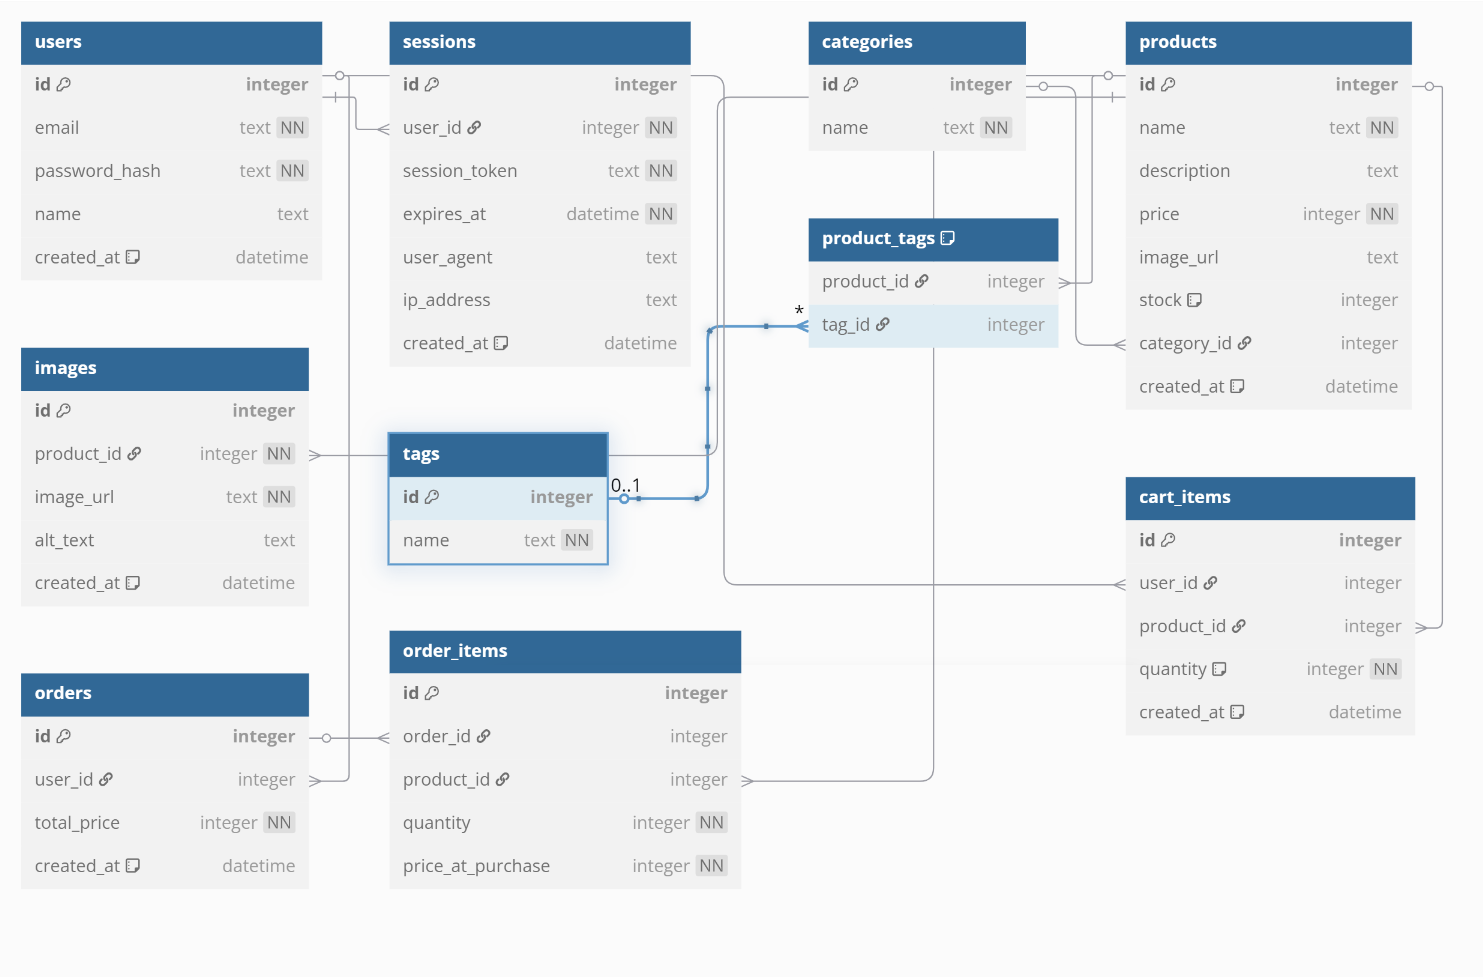 users
id integer
email text NN
password_hash text NN
name text
created_at datetime
sessions
id integer
user_id integer NN
session_token text NN
expires_at datetime NN
user_agent text
ip_address text
created_at datetime
categories
id integer
name text NN
products
id integer
name text NN
description text
price integer NN
image_url text
stock integer
category_id integer
created_at datetime
product_tags
product_id integer
* tag_id integer
images
id integer
product_id integer NN
image_url text NN
alt_text text
created_at datetime
tags
id integer 0..1
name text NN
cart_items
id integer
user_id integer
product_id integer
quantity integer NN
created_at datetime
orders
id integer
user_id integer
total_price integer NN
created_at datetime
order_items
id integer
order_id integer
product_id integer
quantity integer NN
price_at_purchase integer NN